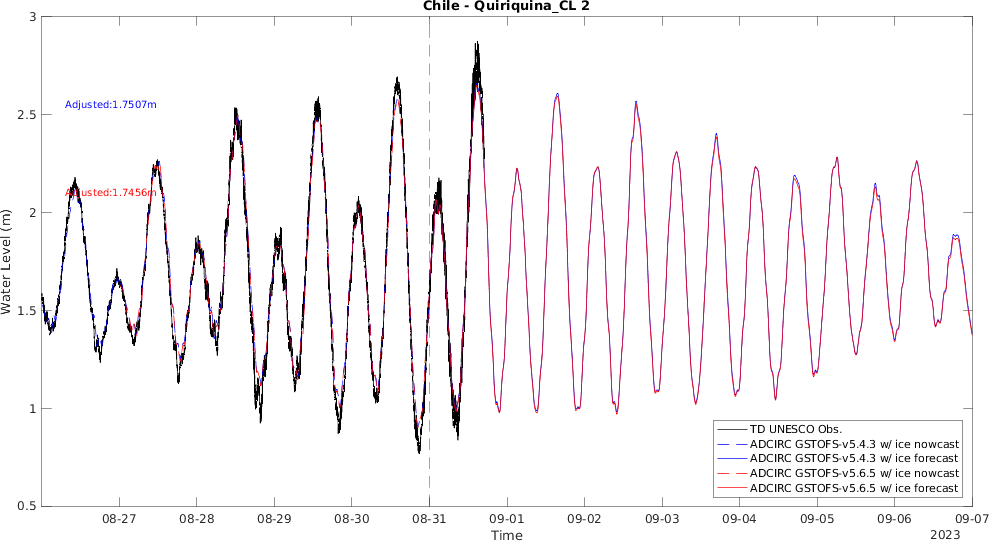 Chile - Quiriquina_CL 2
3
2.5
2
1.5
1
0.5
Water Level (m)
Adjusted:1.7507m
Adjusted:1.7456m
TD UNESCO Obs.
ADCIRC GSTOFS-v5.4.3 w/ ice nowcast
ADCIRC GSTOFS-v5.4.3 w/ ice forecast
ADCIRC GSTOFS-v5.6.5 w/ ice nowcast
ADCIRC GSTOFS-v5.6.5 w/ ice forecast
08-27 08-28 08-29 08-30 08-31 09-01 09-02 09-03 09-04 09-05 09-06 09-07
Time
2023